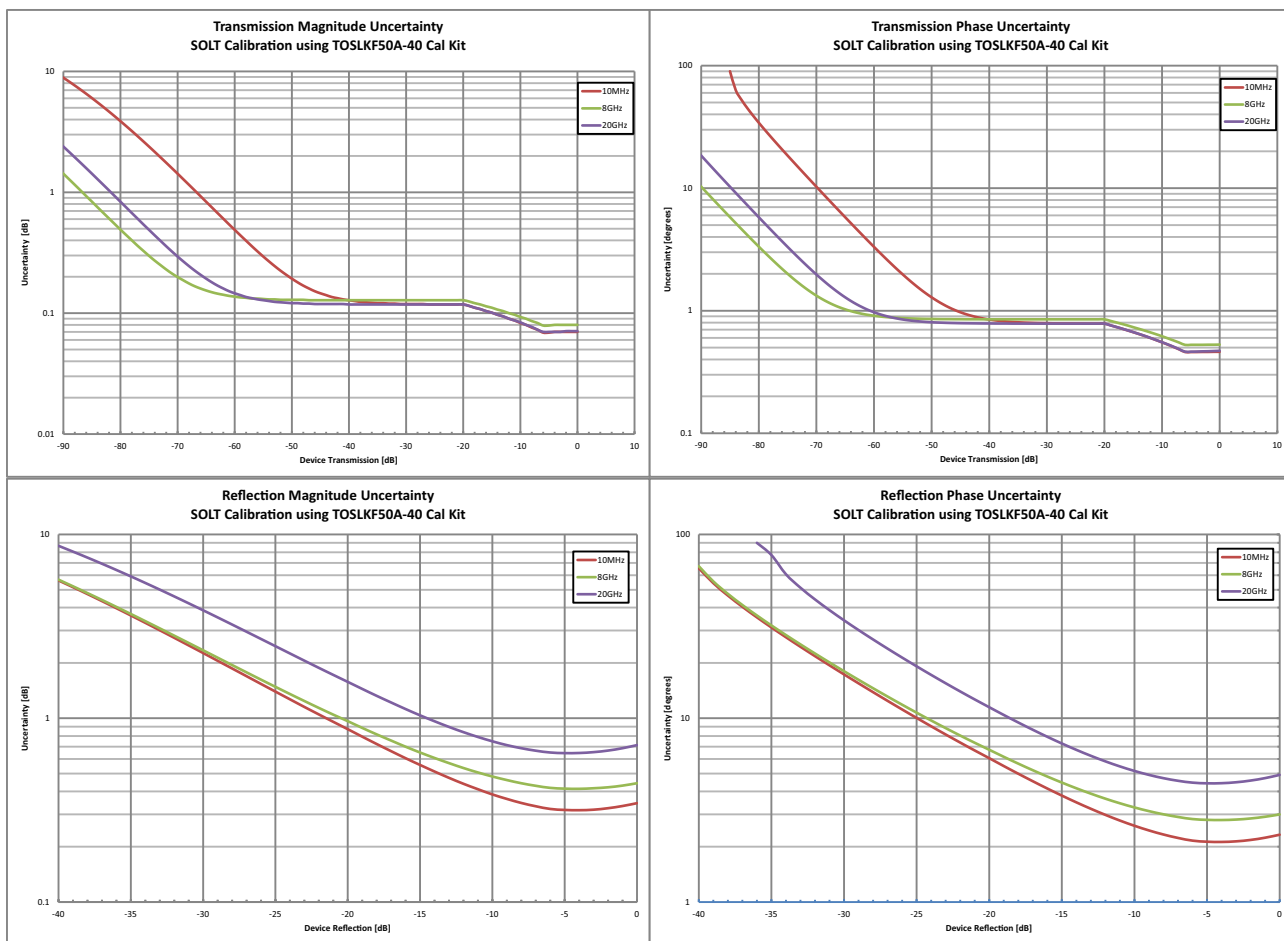 Transmission Magnitude Uncertainty
SOLT Calibration using TOSLKF50A-40 Cal Kit
10
1
0.1
0.01
Uncertainty [dB]
10MHz
8GHz
20GHz
-90 -80 -70 -60 -50 -40 -30 -20 -10 0 10
Device Transmission [dB]
Transmission Phase Uncertainty
SOLT Calibration using TOSLKF50A-40 Cal Kit
100
10
1
0.1
Uncertainty [degrees]
10MHz
8GHz
20GHz
-90 -80 -70 -60 -50 -40 -30 -20 -10 0 10
Device Transmission [dB]
Reflection Magnitude Uncertainty
SOLT Calibration using TOSLKF50A-40 Cal Kit
10
1
0.1
Uncertainty [dB]
10MHz
8GHz
20GHz
-40 -35 -30 -25 -20 -15 -10 -5 0
Device Reflection [dB]
Reflection Phase Uncertainty
SOLT Calibration using TOSLKF50A-40 Cal Kit
100
10
1
Uncertainty [degrees]
10MHz
8GHz
20GHz
-40 -35 -30 -25 -20 -15 -10 -5 0
Device Reflection [dB]